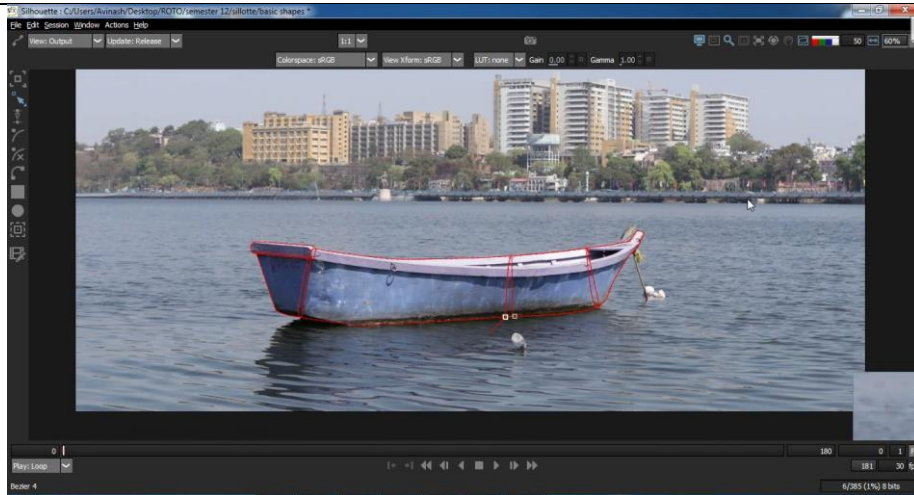 Silhouette : C:/Users/Avinash/Desktop/ROTO/semester 12/sillotte/basic shapes *
File Edit Session Window Actions Help
View: Output Update: Release 1:1 50 60%
Colorspace: sRGB View Xform: sRGB LUT: none Gain 0.00 Gamma 1.00
0 180 0 1
Play: Loop 181 30
Bezier 4 6/385 (1%) 8 bits